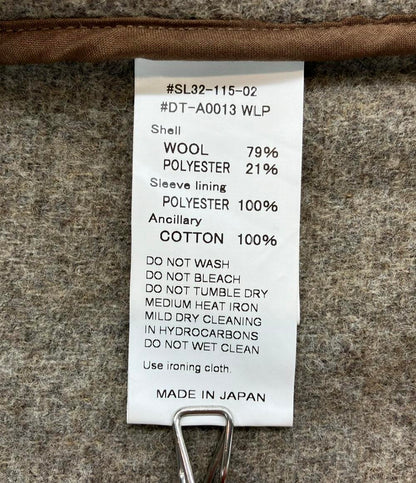 #SL32-115-02
#DT-A0013 WLP
Shell
WOOL 79%
POLYESTER 21%
Sleeve lining
POLYESTER 100%
Ancillary
COTTON 100%
DO NOT WASH
DO NOT BLEACH
DO NOT TUMBLE DRY
MEDIUM HEAT IRON
MILD DRY CLEANING
IN HYDROCARBONS
DO NOT WET CLEAN
Use ironing cloth.
MADE IN JAPAN